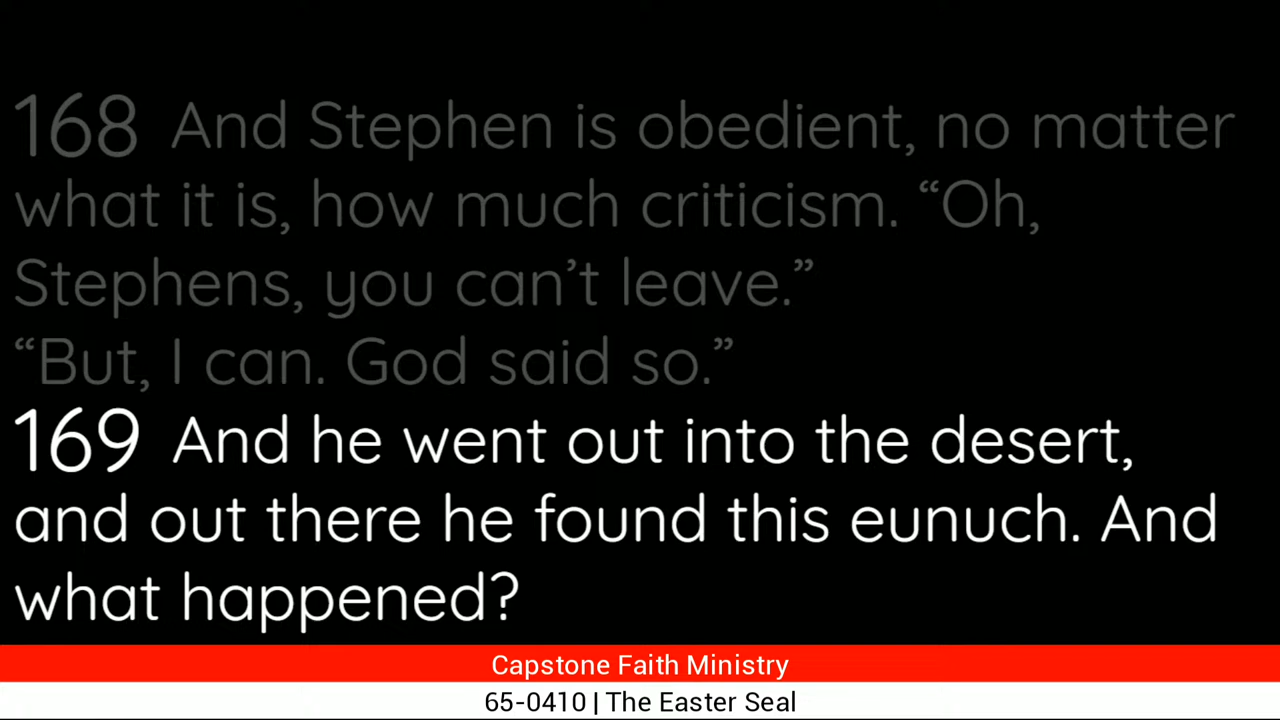 168 And Stephen is obedient, no matter
what it is, how much criticism. “Oh,
Stephens, you can’t leave.”
“But, I can. God said so.”
169 And he went out into the desert,
and out there he found this eunuch. And
what happened?
Capstone Faith Ministry
65-0410 | The Easter Seal